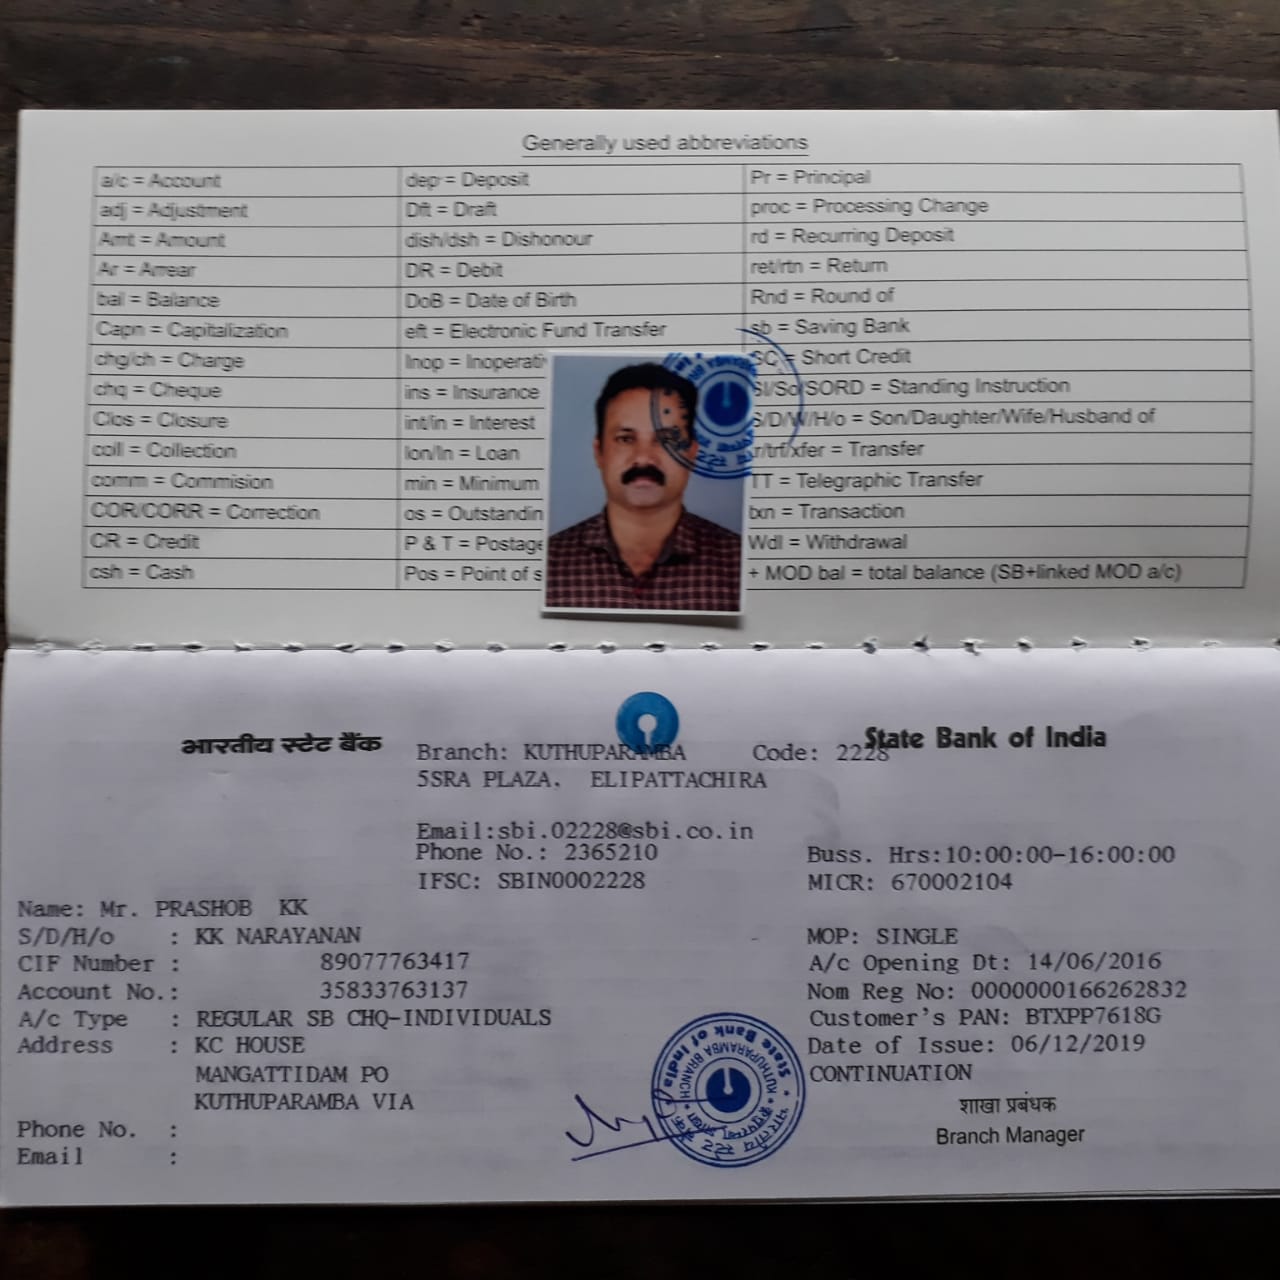 Generally used abbreviations
a/c = Account dep = Deposit Pr = Principal
adj = Adjustment Dft = Draft proc = Processing Change
Amt = Amount dish/dsh = Dishonour rd = Recurring Deposit
Ar = Arrear DR = Debit ret/rtn = Return
bal = Balance DoB = Date of Birth Rnd = Round of
Capn = Capitalization eft = Electronic Fund Transfer sb = Saving Bank
chg/ch = Charge Inop = Inoperati SC = Short Credit
chq = Cheque ins = Insurance SI/So/SORD = Standing Instruction
Clos = Closure int/in = Interest S/D/W/H/o = Son/Daughter/Wife/Husband of
coll = Collection lon/ln = Loan r/trf/xfer = Transfer
comm = Commision min = Minimum TT = Telegraphic Transfer
COR/CORR = Correction os = Outstandin txn = Transaction
CR = Credit P & T = Postage Wdl = Withdrawal
csh = Cash Pos = Point of s + MOD bal = total balance (SB+linked MOD a/c)
भारतीय स्टेट बैंक State Bank of India
Branch: KUTHUPARAMBA Code: 2228
5SRA PLAZA, ELIPATTACHIRA
Email:sbi.02228@sbi.co.in
Phone No.: 2365210 Buss. Hrs:10:00:00-16:00:00
IFSC: SBIN0002228 MICR: 670002104
Name: Mr. PRASHOB KK
S/D/H/o : KK NARAYANAN MOP: SINGLE
CIF Number : 89077763417 A/c Opening Dt: 14/06/2016
Account No.: 35833763137 Nom Reg No: 0000000166262832
A/c Type : REGULAR SB CHQ-INDIVIDUALS Customer's PAN: BTXPP7618G
Address : KC HOUSE Date of Issue: 06/12/2019
MANGATTIDAM PO CONTINUATION
KUTHUPARAMBA VIA
शाखा प्रबंधक
Phone No. :
Branch Manager
Email :
State Bank of India
KUTHUPARAMBA BRANCH